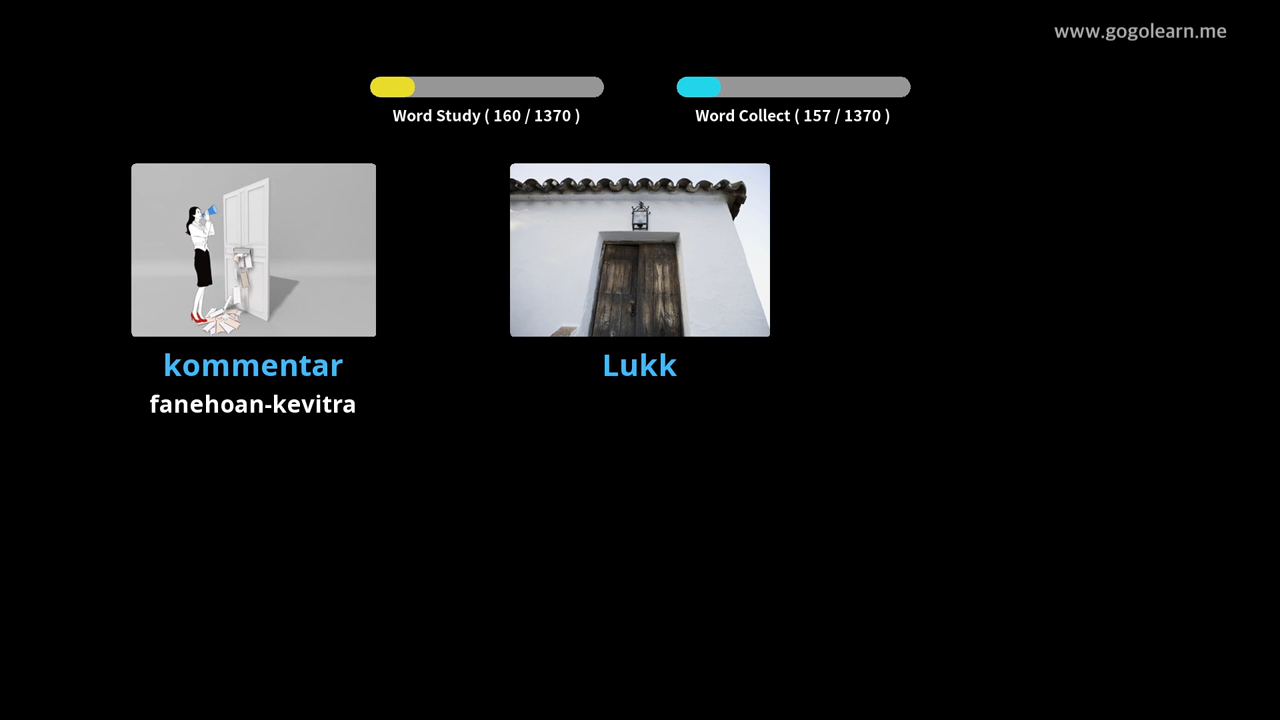 www.gogolearn.me
Word Study ( 160 / 1370 )
Word Collect ( 157 / 1370 )
kommentar
fanehoan-kevitra
Lukk